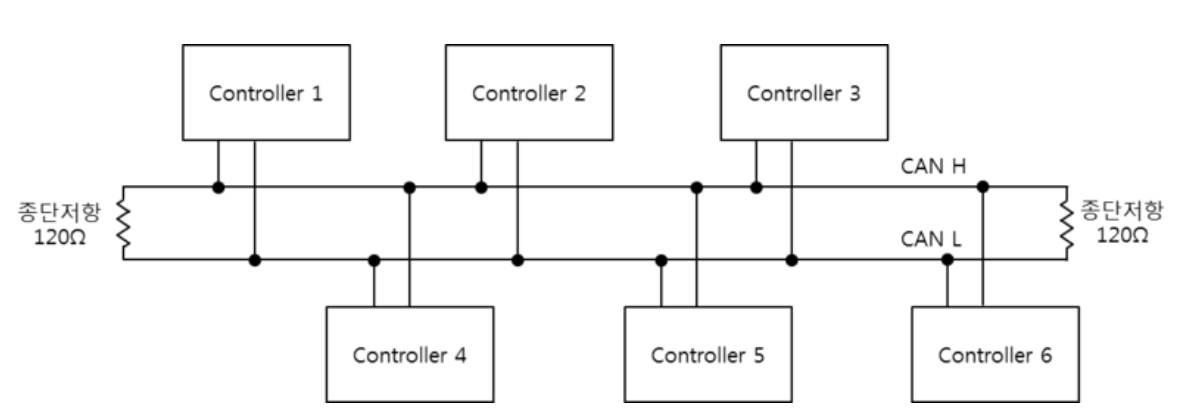 Controller 1
Controller 2
Controller 3
CAN H
종단저항
120Ω
종단저항
120Ω
CAN L
Controller 4
Controller 5
Controller 6